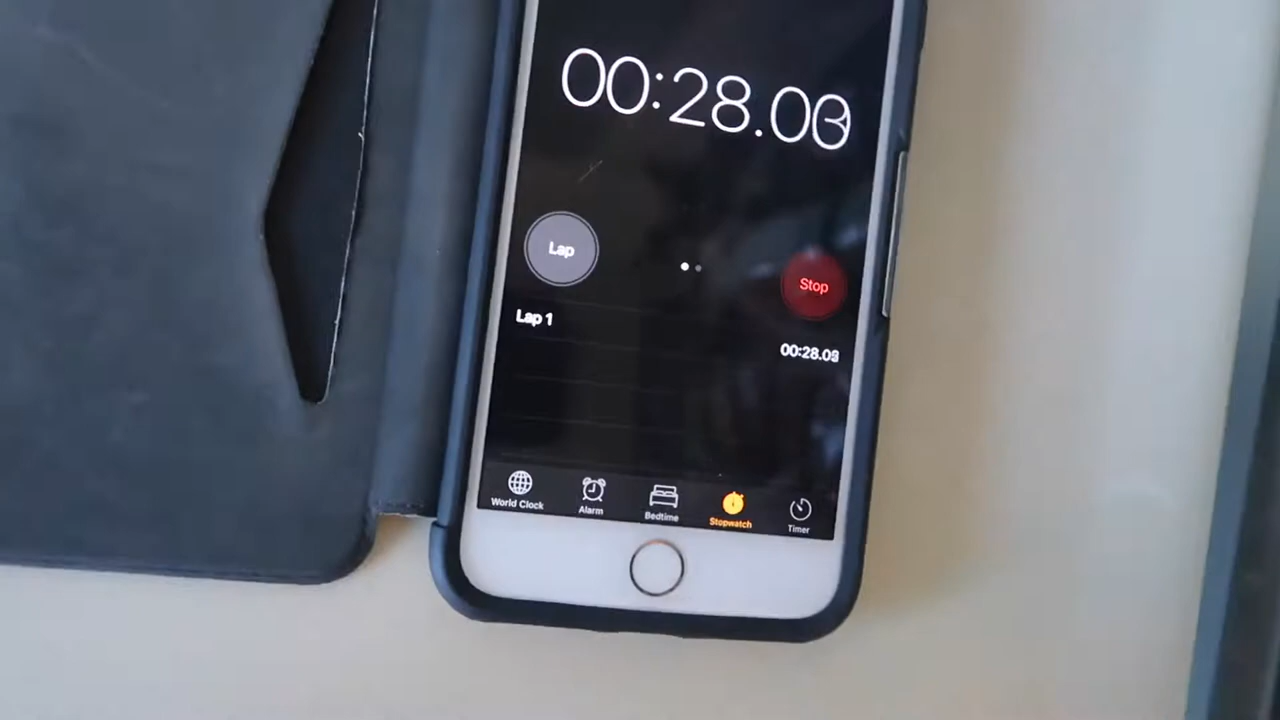 00:28.03
Lap
Stop
Lap 1
00:28.03
World Clock
Alarm
Bedtime
Stopwatch
Timer